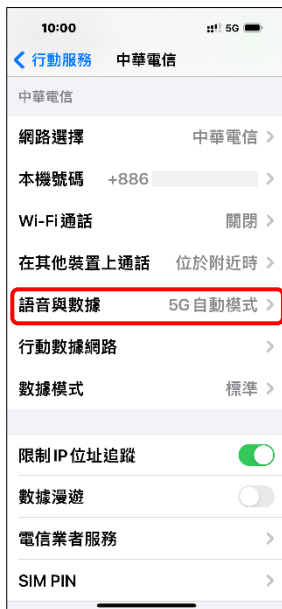 10:00 5G
行動服務 中華電信
中華電信
網路選擇 中華電信
本機號碼 +886
Wi-Fi通話 關閉
在其他裝置上通話 位於附近時
語音與數據 5G自動模式
行動數據網路
數據模式 標準
限制IP位址追蹤
數據漫遊
電信業者服務
SIM PIN